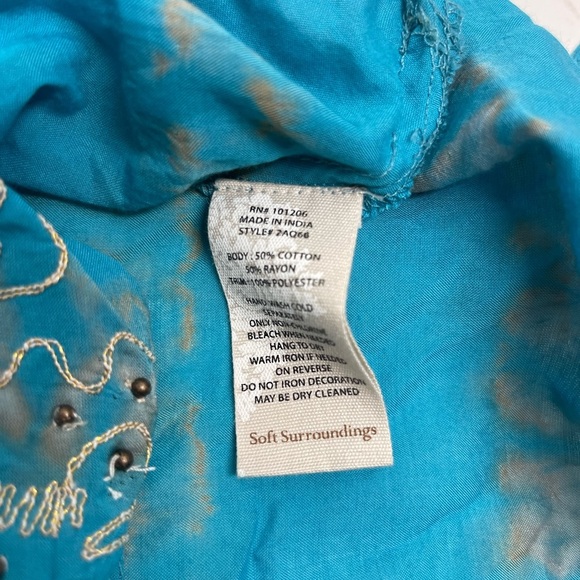 RN# 101206
MADE IN INDIA
STYLE# 2AQ66
BODY: 50% COTTON
50% RAYON
TRIM: 100% POLYESTER
HAND WASH COLD
SEPARATELY
ONLY NON-CHLORINE
BLEACH WHEN NEEDED
HANG TO DRY
WARM IRON IF NEEDED
ON REVERSE
DO NOT IRON DECORATION
MAY BE DRY CLEANED
Soft Surroundings